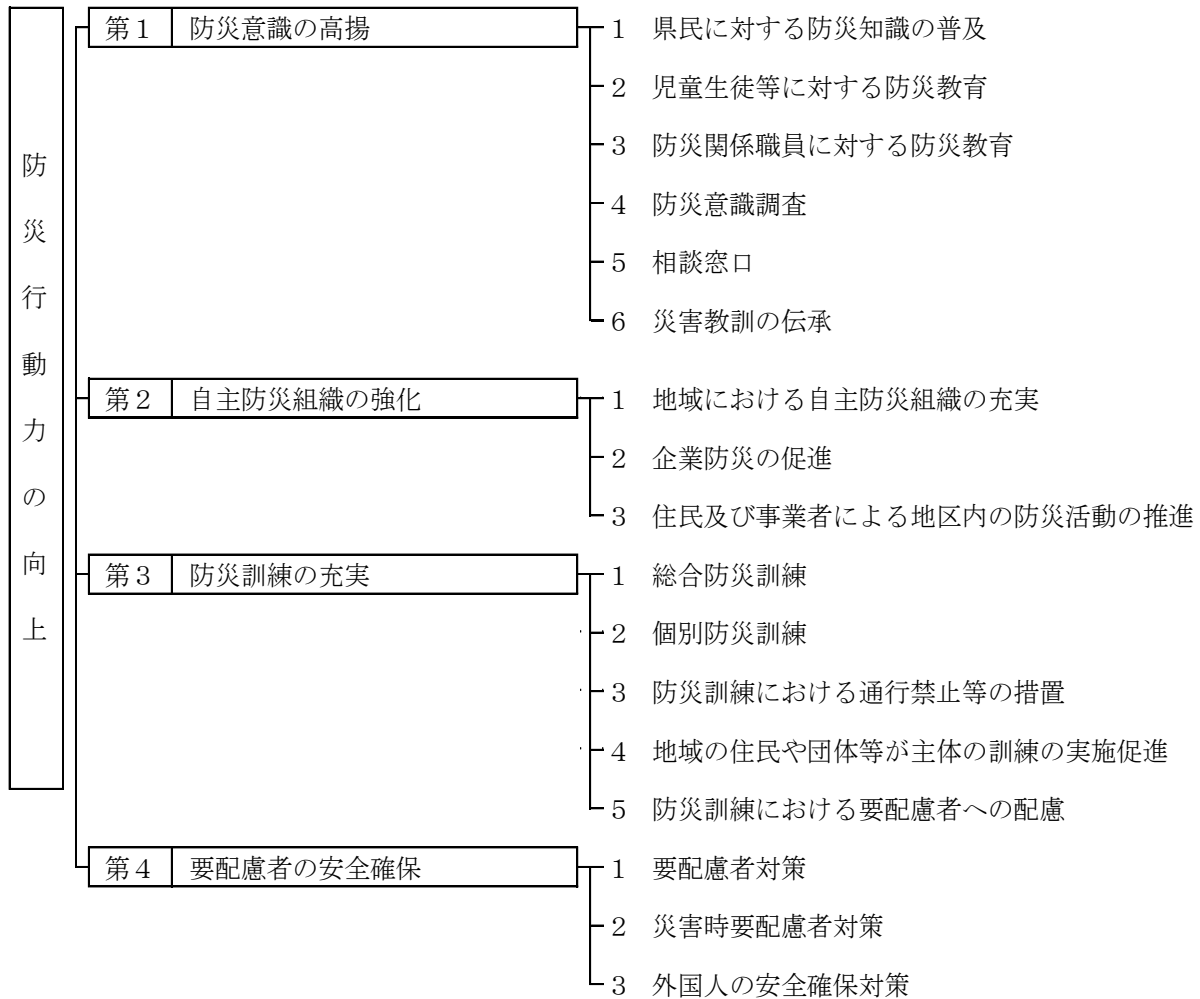 防災行動力の向上
第１ 防災意識の高揚
１ 県民に対する防災知識の普及
２ 児童生徒等に対する防災教育
３ 防災関係職員に対する防災教育
４ 防災意識調査
５ 相談窓口
６ 災害教訓の伝承
第２ 自主防災組織の強化
１ 地域における自主防災組織の充実
２ 企業防災の促進
３ 住民及び事業者による地区内の防災活動の推進
第３ 防災訓練の充実
１ 総合防災訓練
２ 個別防災訓練
３ 防災訓練における通行禁止等の措置
４ 地域の住民や団体等が主体の訓練の実施促進
５ 防災訓練における要配慮者への配慮
第４ 要配慮者の安全確保
１ 要配慮者対策
２ 災害時要配慮者対策
３ 外国人の安全確保対策